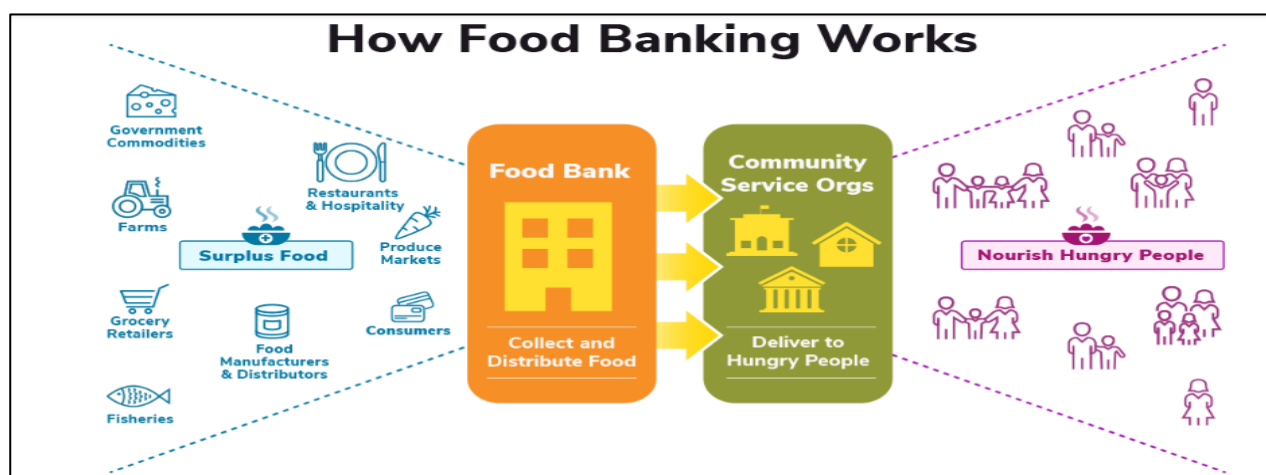 How Food Banking Works
Government
Commodities
Restaurants
& Hospitality
Farms
Surplus Food
Produce
Markets
Grocery
Retailers
Food
Manufacturers
& Distributors
Consumers
Fisheries
Food Bank
Collect and
Distribute Food
Community
Service Orgs
Deliver to
Hungry People
Nourish Hungry People